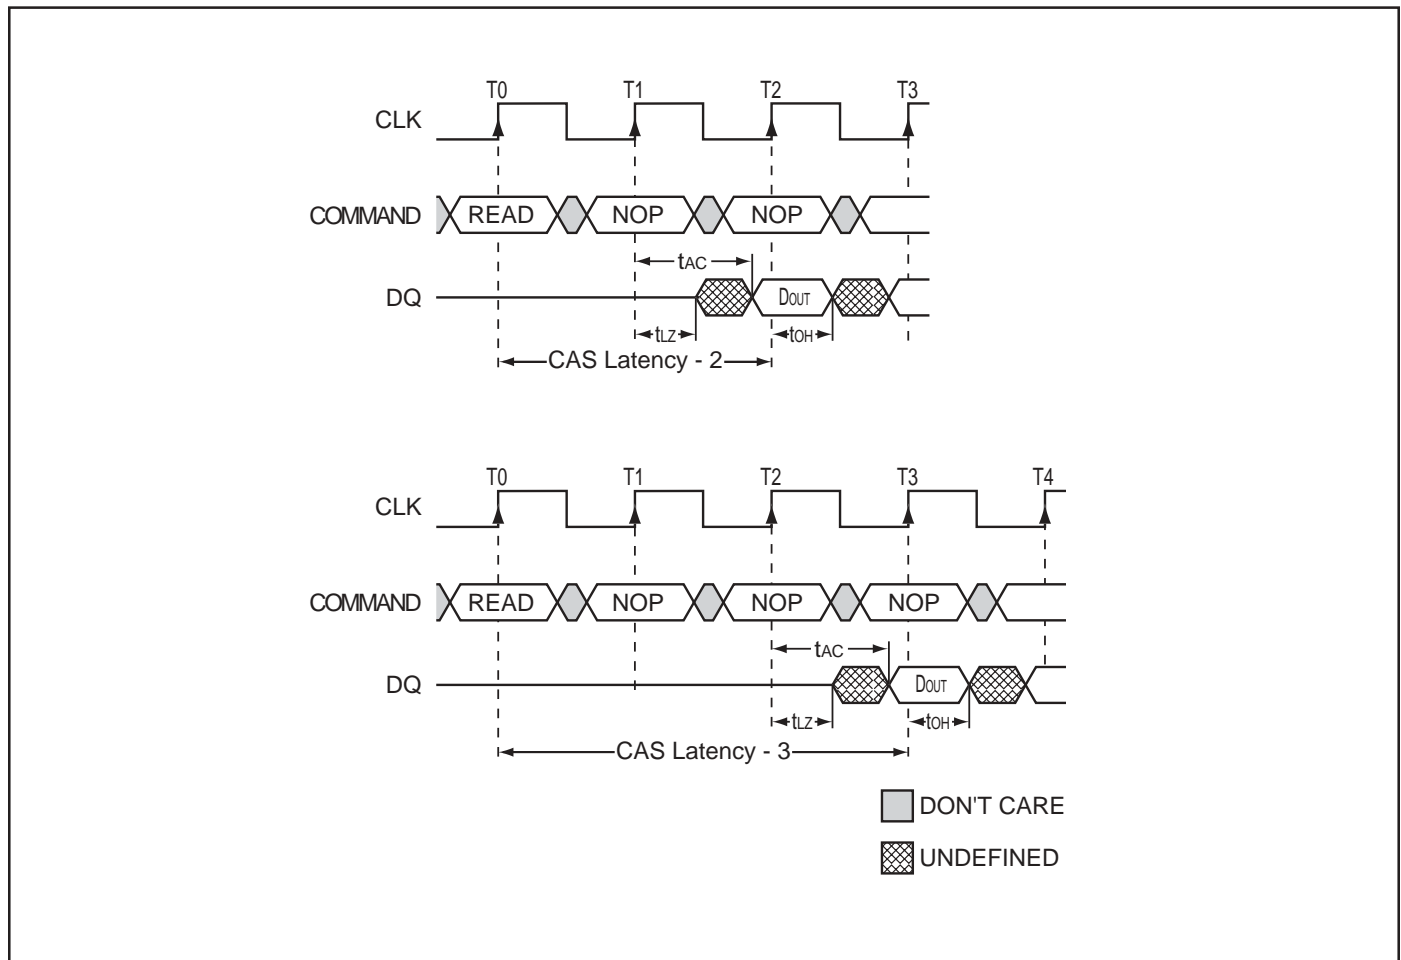 T0 T1 T2 T3
CLK
COMMAND READ NOP NOP
tAC
DQ DOUT
tLZ tOH
CAS Latency - 2
T0 T1 T2 T3 T4
CLK
COMMAND READ NOP NOP NOP
tAC
DQ DOUT
tLZ tOH
CAS Latency - 3
DON'T CARE
UNDEFINED